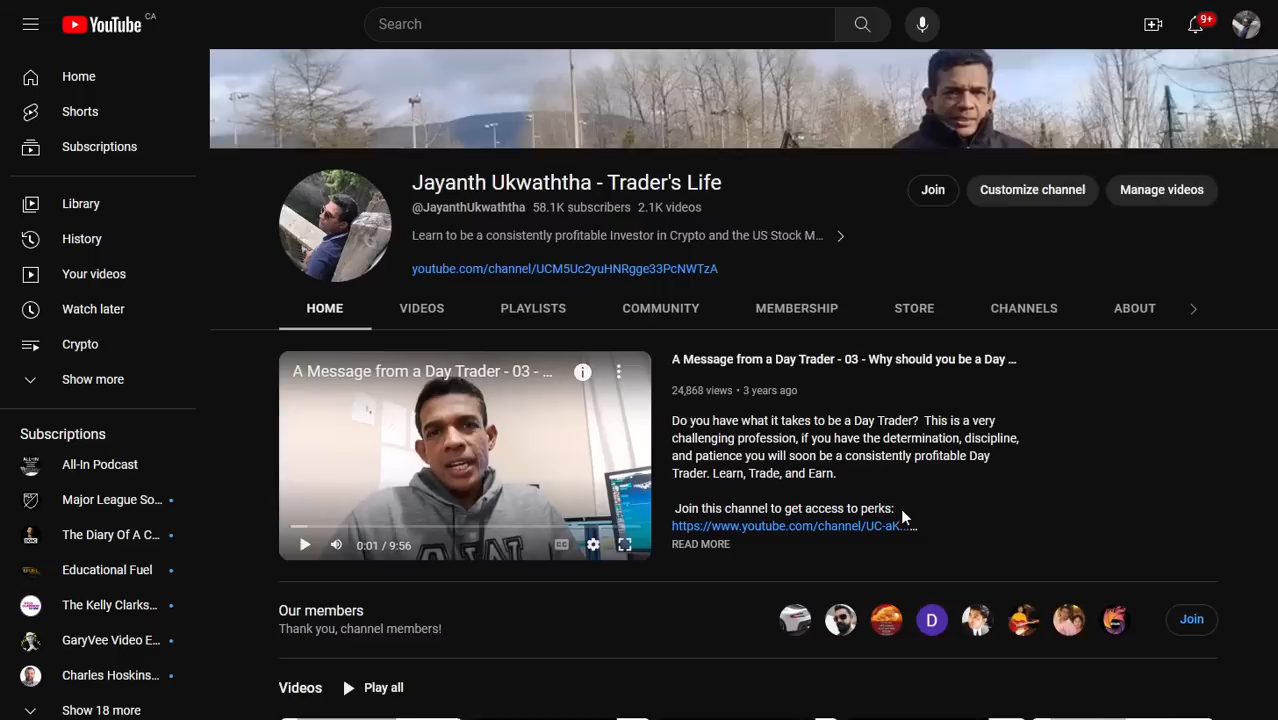 YouTube CA
Search
9+
Home
Shorts
Subscriptions
Library
History
Your videos
Watch later
Crypto
Show more
Subscriptions
All-In Podcast
Major League So...
The Diary Of A C...
Educational Fuel
The Kelly Clarks...
GaryVee Video E...
Charles Hoskins...
Show 18 more
Jayanth Ukwaththa - Trader's Life
@JayanthUkwaththa 58.1K subscribers 2.1K videos
Learn to be a consistently profitable Investor in Crypto and the US Stock M...
youtube.com/channel/UCM5Uc2yuHNRgge33PcNWTzA
Join
Customize channel
Manage videos
HOME VIDEOS PLAYLISTS COMMUNITY MEMBERSHIP STORE CHANNELS ABOUT
A Message from a Day Trader - 03 - ...
0:01 / 9:56
A Message from a Day Trader - 03 - Why should you be a Day ...
24,868 views • 3 years ago
Do you have what it takes to be a Day Trader? This is a very
challenging profession, if you have the determination, discipline,
and patience you will soon be a consistently profitable Day
Trader. Learn, Trade, and Earn.
Join this channel to get access to perks:
https://www.youtube.com/channel/UC-aK......
READ MORE
Our members
Thank you, channel members!
D
Join
Videos
Play all